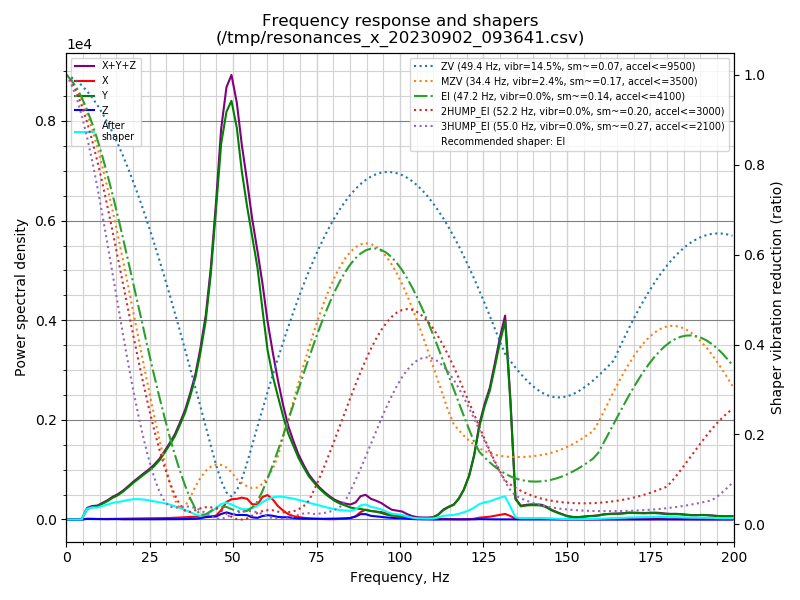 Frequency response and shapers
(/tmp/resonances_x_20230902_093641.csv)
1e4
X+Y+Z
X
Y
Z
After
shaper
ZV (49.4 Hz, vibr=14.5%, sm~=0.07, accel<=9500)
MZV (34.4 Hz, vibr=2.4%, sm~=0.17, accel<=3500)
EI (47.2 Hz, vibr=0.0%, sm~=0.14, accel<=4100)
2HUMP_EI (52.2 Hz, vibr=0.0%, sm~=0.20, accel<=3000)
3HUMP_EI (55.0 Hz, vibr=0.0%, sm~=0.27, accel<=2100)
Recommended shaper: EI
Power spectral density
0.8
0.6
0.4
0.2
0.0
1.0
0.8
0.6
0.4
0.2
0.0
Shaper vibration reduction (ratio)
0 25 50 75 100 125 150 175 200
Frequency, Hz